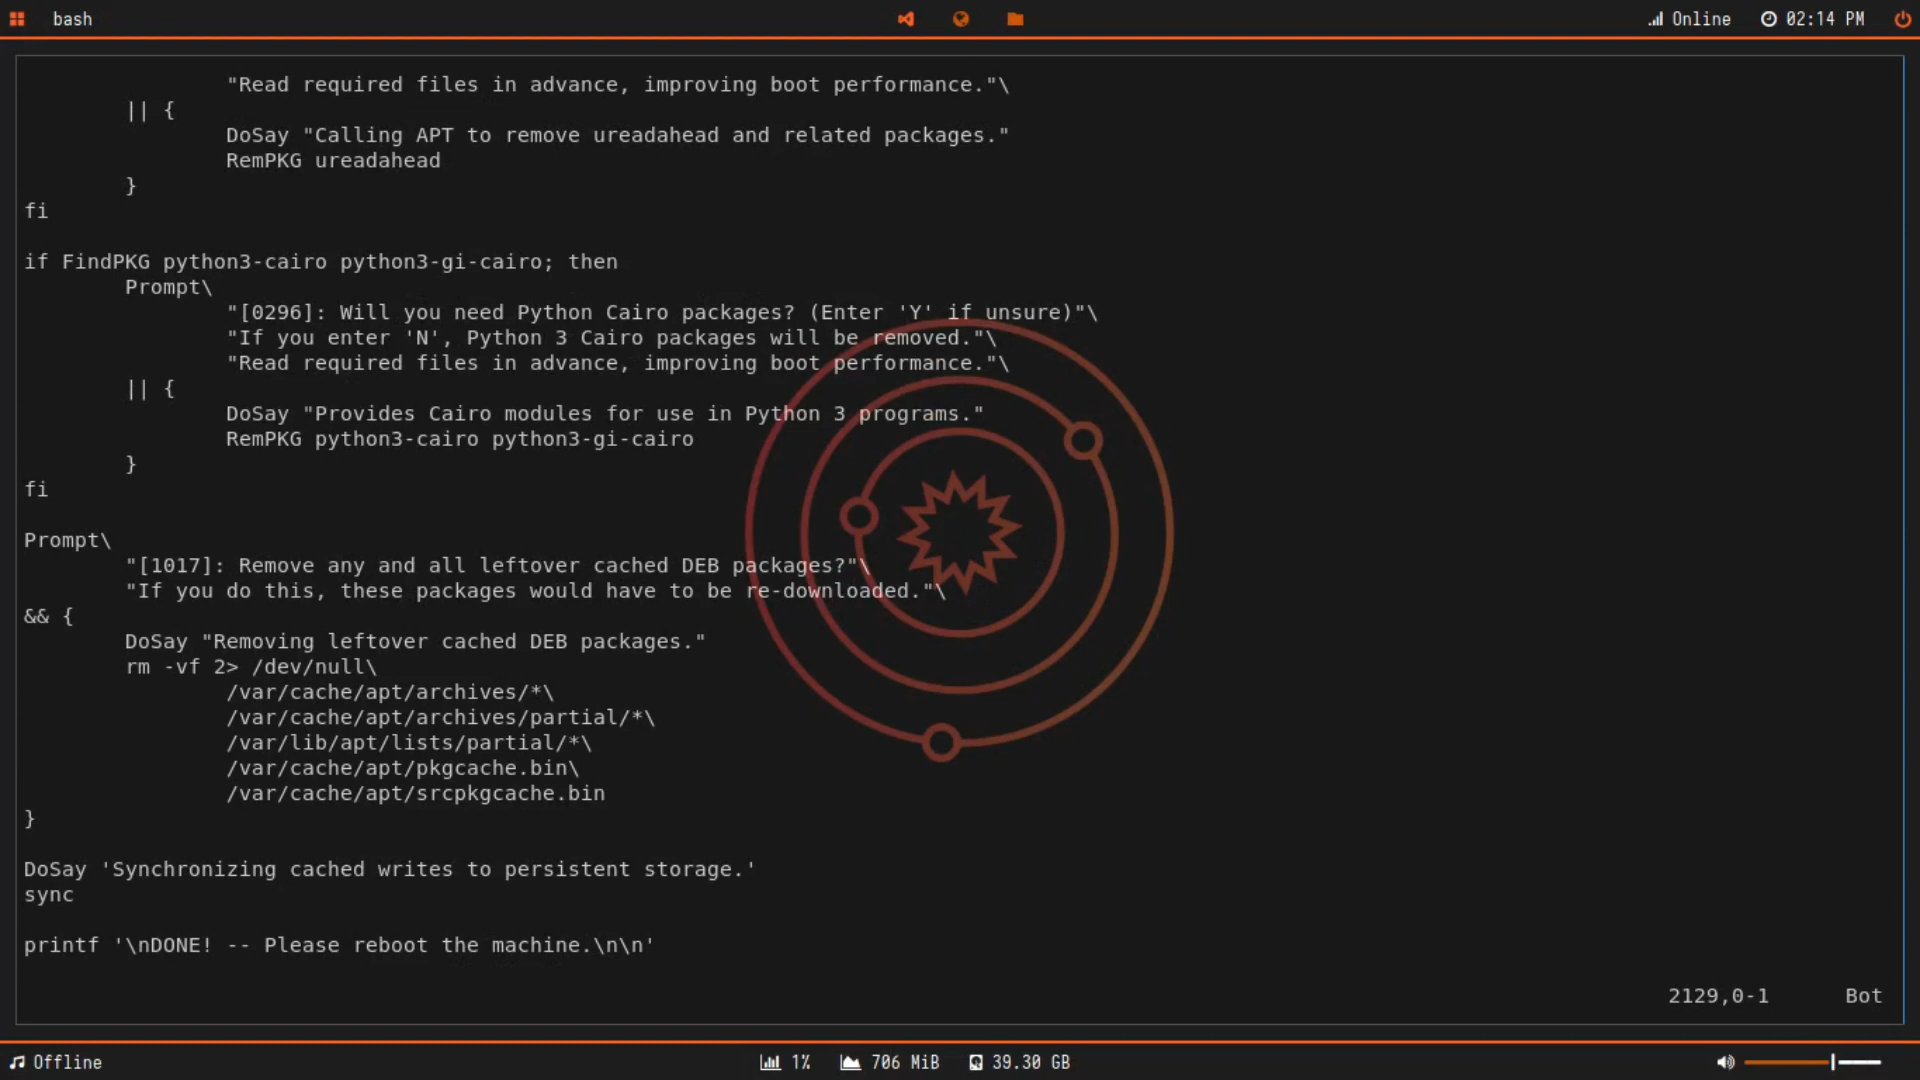 bash
Online 02:14 PM
"Read required files in advance, improving boot performance."\
|| {
DoSay "Calling APT to remove ureadahead and related packages."
RemPKG ureadahead
}
fi
if FindPKG python3-cairo python3-gi-cairo; then
Prompt\
"[0296]: Will you need Python Cairo packages? (Enter 'Y' if unsure)"\
"If you enter 'N', Python 3 Cairo packages will be removed."\
"Read required files in advance, improving boot performance."\
|| {
DoSay "Provides Cairo modules for use in Python 3 programs."
RemPKG python3-cairo python3-gi-cairo
}
fi
Prompt\
"[1017]: Remove any and all leftover cached DEB packages?"\
"If you do this, these packages would have to be re-downloaded."\
&& {
DoSay "Removing leftover cached DEB packages."
rm -vf 2> /dev/null\
/var/cache/apt/archives/*\
/var/cache/apt/archives/partial/*\
/var/lib/apt/lists/partial/*\
/var/cache/apt/pkgcache.bin\
/var/cache/apt/srcpkgcache.bin
}
DoSay 'Synchronizing cached writes to persistent storage.'
sync
printf '\nDONE! -- Please reboot the machine.\n\n'
2129,0-1 Bot
Offline 1% 706 MiB 39.30 GB